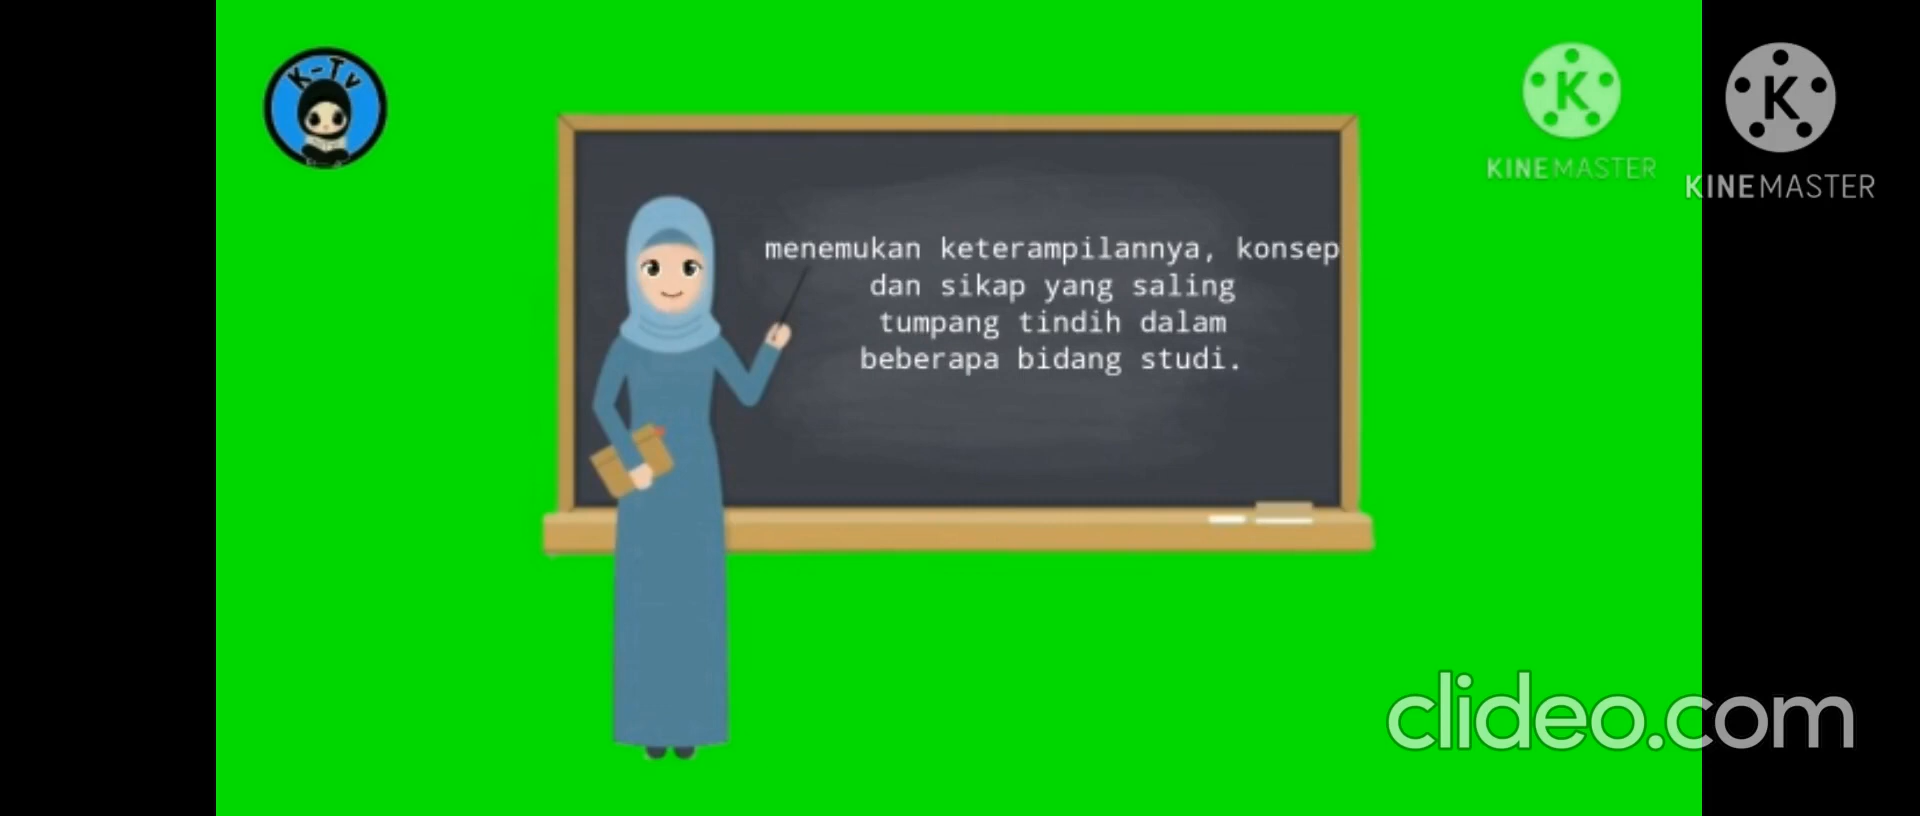 K-Tv
KINEMASTER
KINEMASTER
menemukan keterampilannya, konsep
dan sikap yang saling
tumpang tindih dalam
beberapa bidang studi.
clideo.com